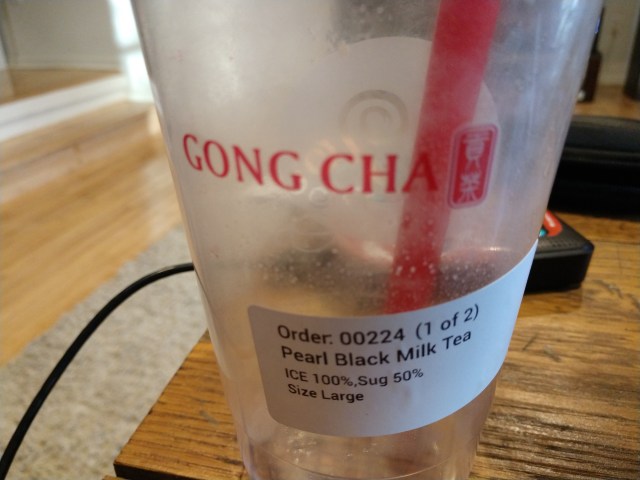 GONG CHA 貢茶
Order: 00224 (1 of 2)
Pearl Black Milk Tea
ICE 100%,Sug 50%
Size Large